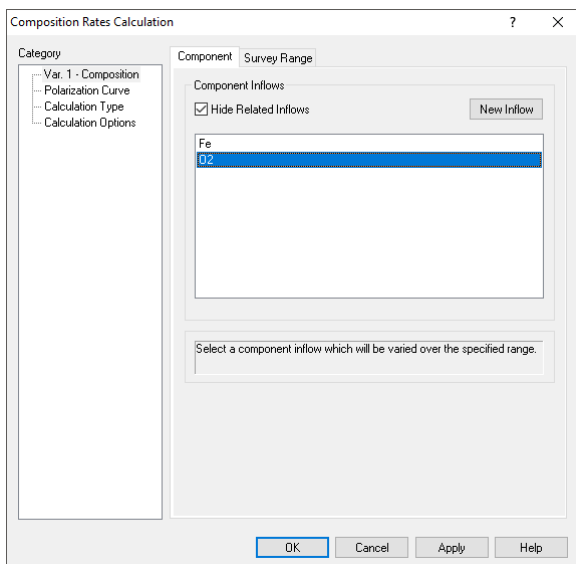 Composition Rates Calculation
?
Category
Var. 1 - Composition
Polarization Curve
Calculation Type
Calculation Options
Component
Survey Range
Component Inflows
Hide Related Inflows
New Inflow
Fe
O2
Select a component inflow which will be varied over the specified range.
OK
Cancel
Apply
Help